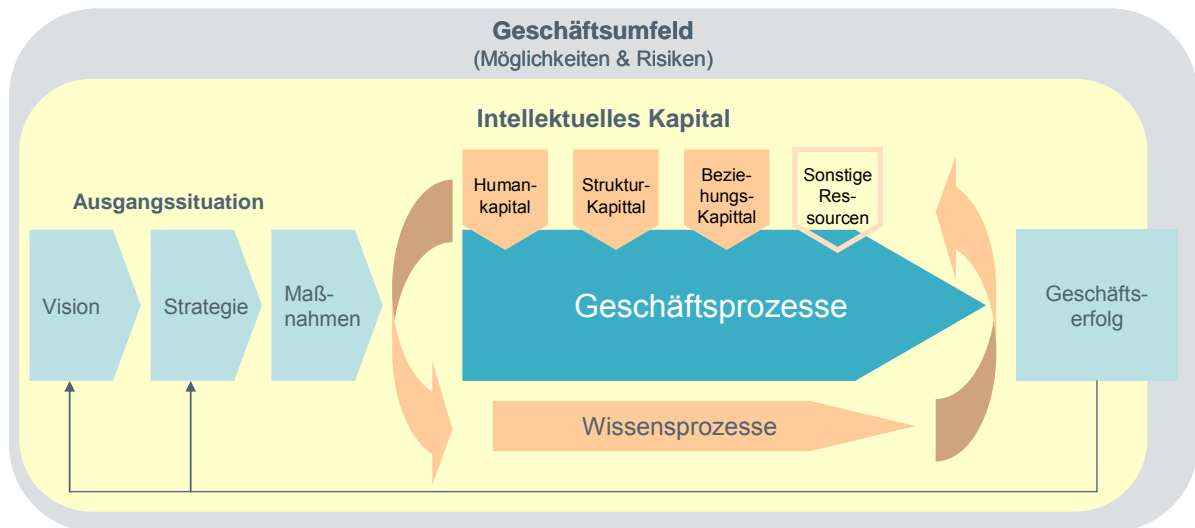 Geschäftsumfeld
(Möglichkeiten & Risiken)
Intellektuelles Kapital
Ausgangssituation
Human-
kapital
Struktur-
Kapittal
Bezie-
hungs-
Kapittal
Sonstige
Res-
sourcen
Vision
Strategie
Maß-
nahmen
Geschäftsprozesse
Geschäfts-
erfolg
Wissensprozesse